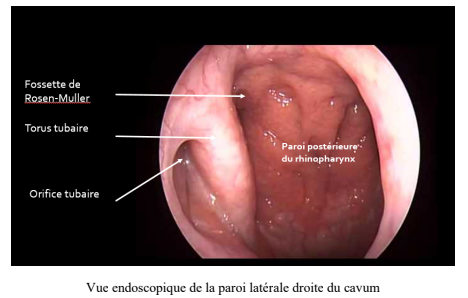 Fossette de
Rosen-Muller
Torus tubaire
Orifice tubaire
Paroi postérieure
du rhinopharynx
Vue endoscopique de la paroi latérale droite du cavum